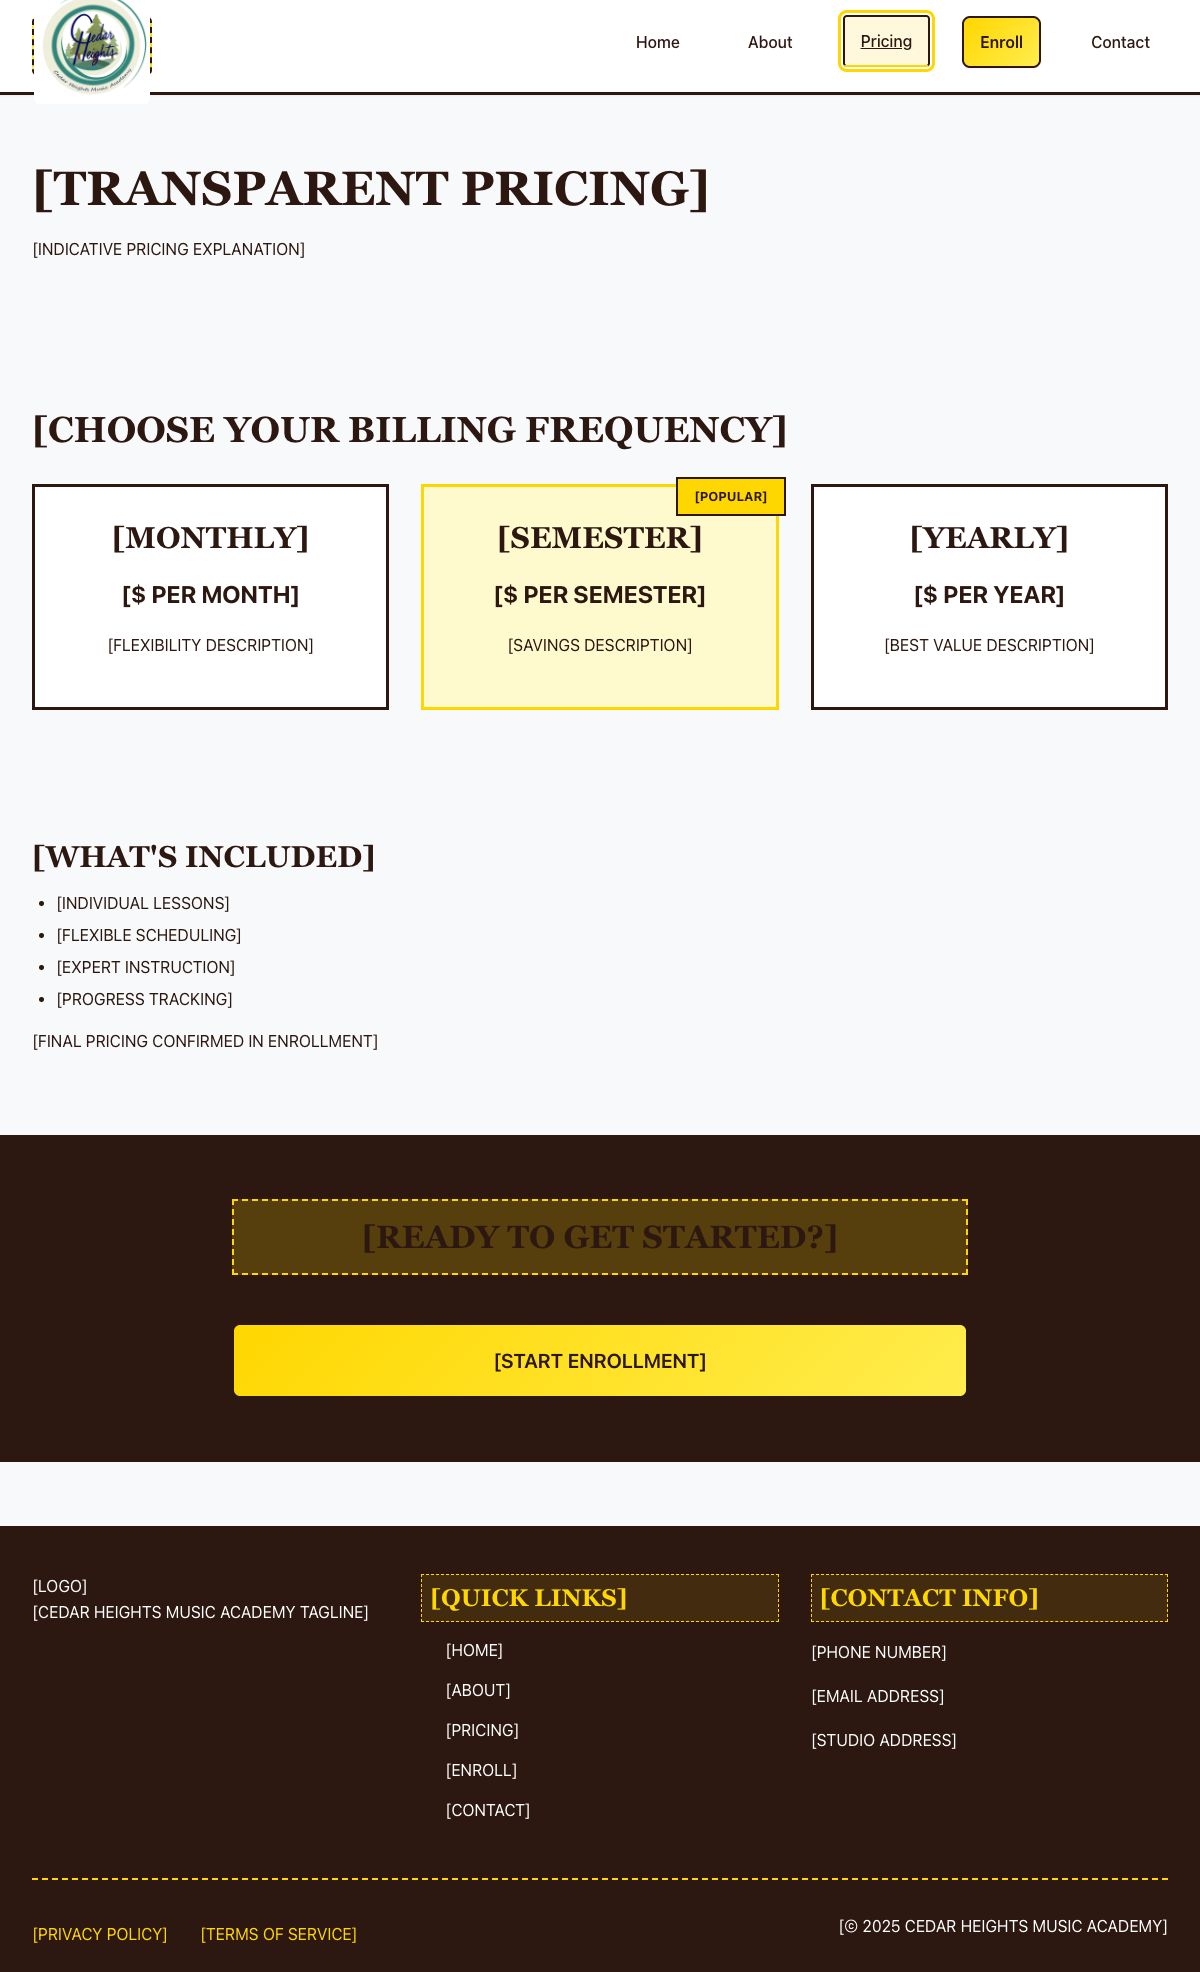 Cedar
Heights
Cedar Heights Music Academy
Home
About
Pricing
Enroll
Contact
[TRANSPARENT PRICING]
[INDICATIVE PRICING EXPLANATION]
[CHOOSE YOUR BILLING FREQUENCY]
[MONTHLY]
[$ PER MONTH]
[FLEXIBILITY DESCRIPTION]
[POPULAR]
[SEMESTER]
[$ PER SEMESTER]
[SAVINGS DESCRIPTION]
[YEARLY]
[$ PER YEAR]
[BEST VALUE DESCRIPTION]
[WHAT'S INCLUDED]
• [INDIVIDUAL LESSONS]
• [FLEXIBLE SCHEDULING]
• [EXPERT INSTRUCTION]
• [PROGRESS TRACKING]
[FINAL PRICING CONFIRMED IN ENROLLMENT]
[READY TO GET STARTED?]
[START ENROLLMENT]
[LOGO]
[CEDAR HEIGHTS MUSIC ACADEMY TAGLINE]
[QUICK LINKS]
[HOME]
[ABOUT]
[PRICING]
[ENROLL]
[CONTACT]
[CONTACT INFO]
[PHONE NUMBER]
[EMAIL ADDRESS]
[STUDIO ADDRESS]
[PRIVACY POLICY]
[TERMS OF SERVICE]
[© 2025 CEDAR HEIGHTS MUSIC ACADEMY]